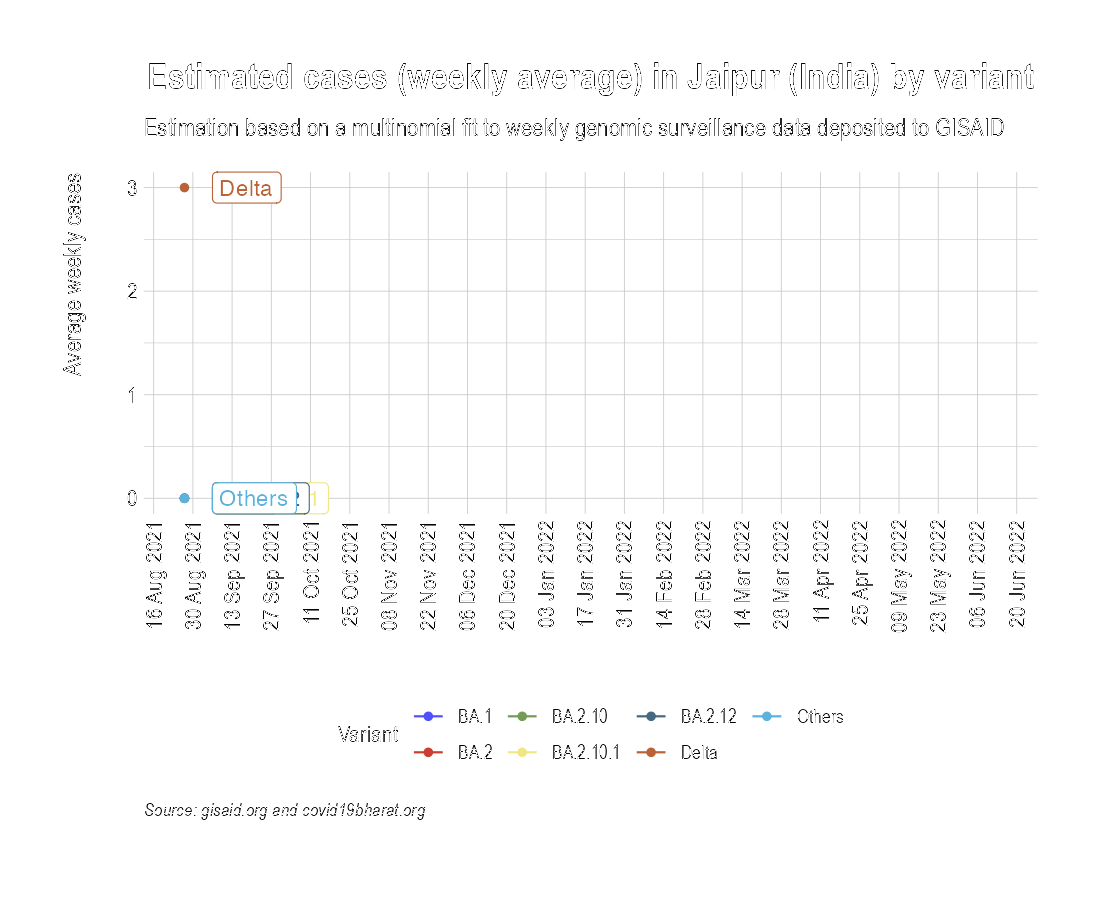 Estimated cases (weekly average) in Jaipur (India) by variant
Estimation based on a multinomial fit to weekly genomic surveillance data deposited to GISAID
Average weekly cases
3
2
1
0
Delta
Others
1
16 Aug 2021
30 Aug 2021
13 Sep 2021
27 Sep 2021
11 Oct 2021
25 Oct 2021
08 Nov 2021
22 Nov 2021
06 Dec 2021
20 Dec 2021
03 Jan 2022
17 Jan 2022
31 Jan 2022
14 Feb 2022
28 Feb 2022
14 Mar 2022
28 Mar 2022
11 Apr 2022
25 Apr 2022
09 May 2022
23 May 2022
06 Jun 2022
20 Jun 2022
Variant
BA.1
BA.2.10
BA.2.12
Others
BA.2
BA.2.10.1
Delta
Source: gisaid.org and covid19bharat.org